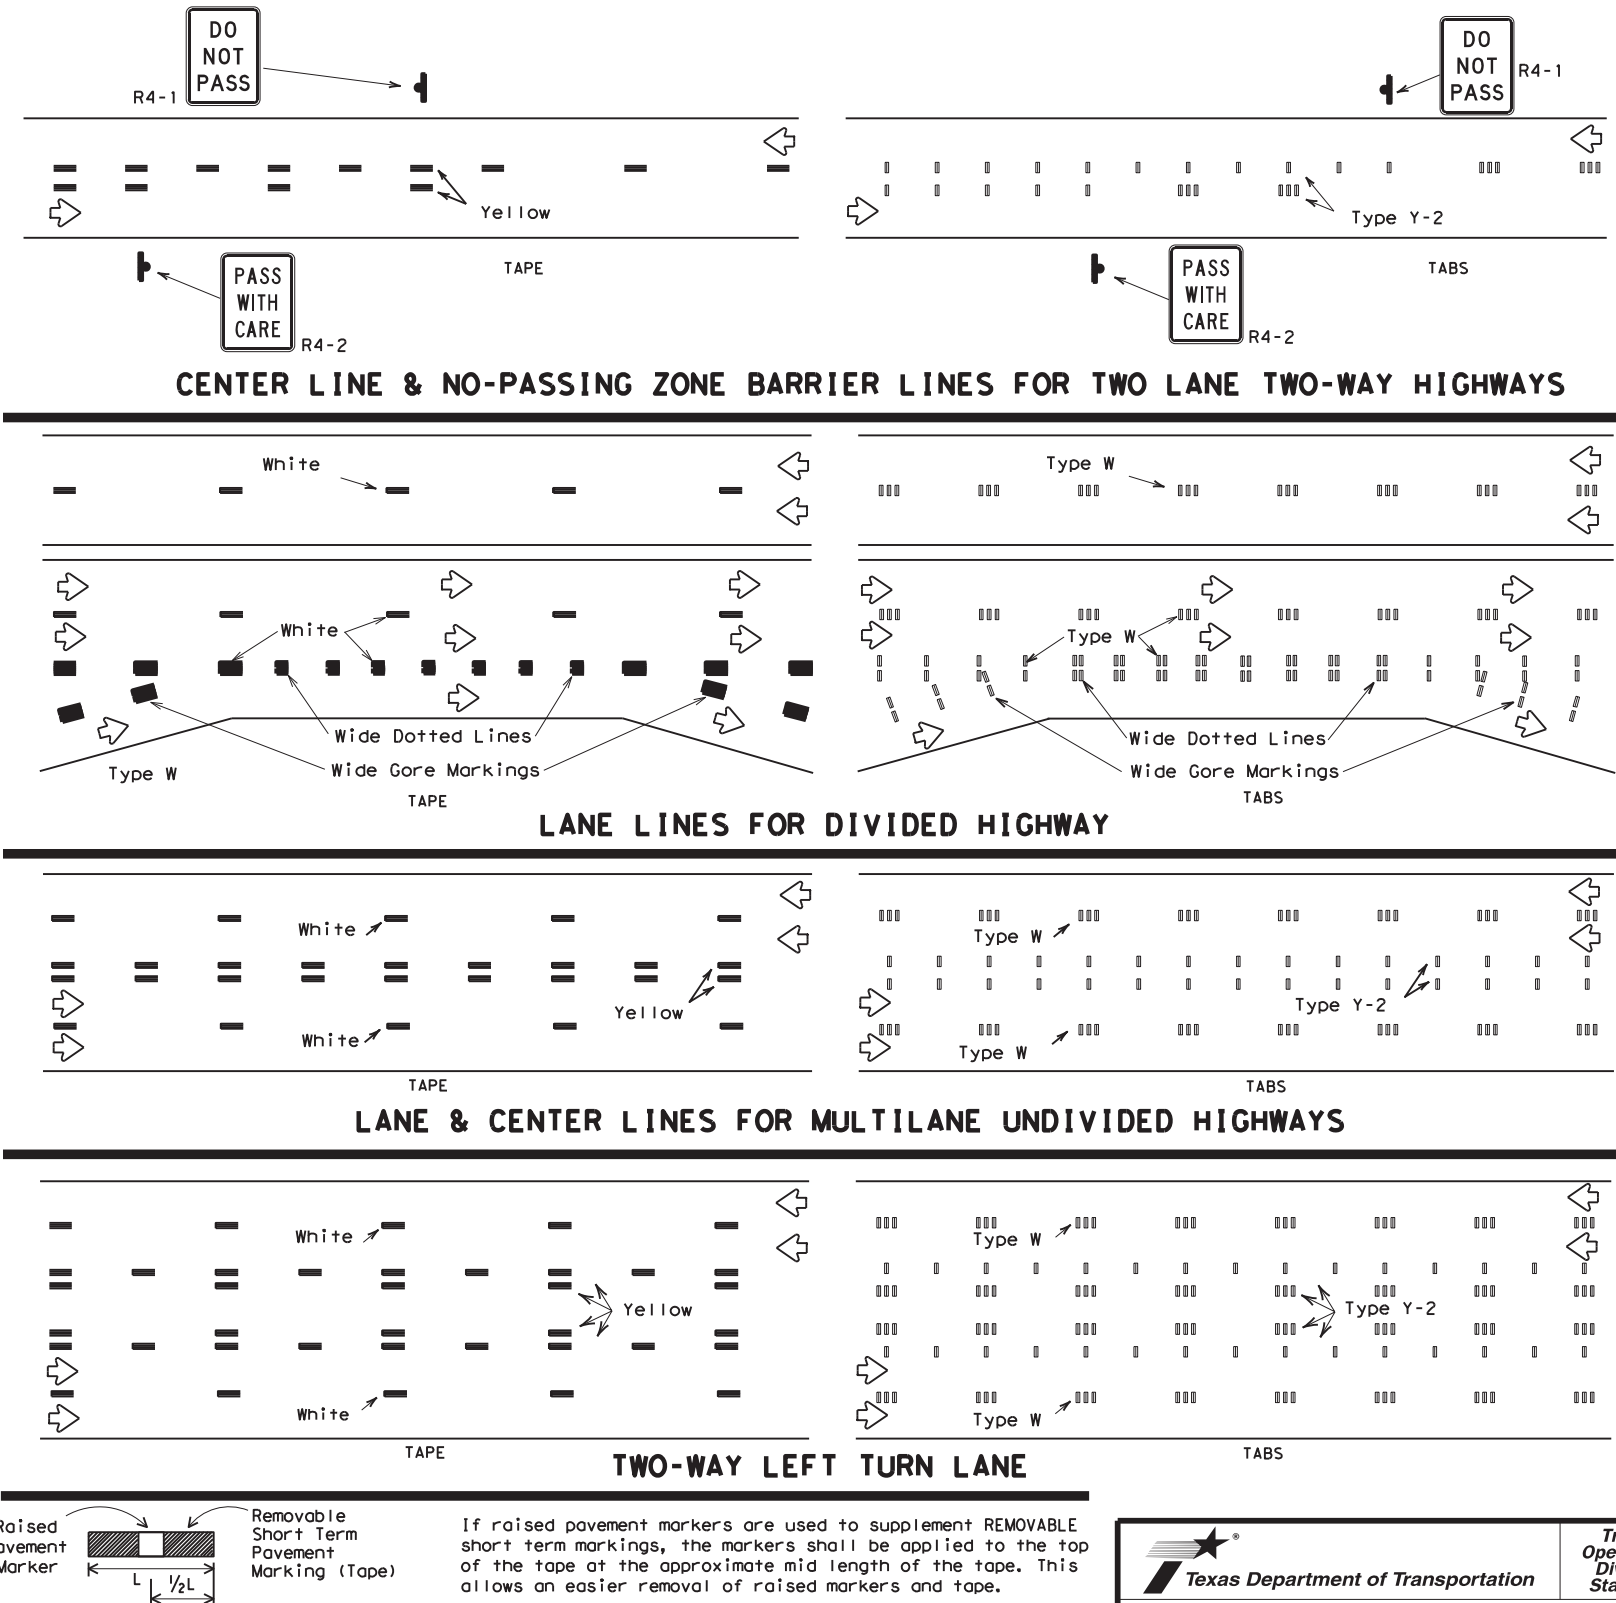 DO
NOT
PASS
R4-1
DO
NOT
PASS
R4-1
Yellow
Type Y-2
PASS
WITH
CARE
R4-2
TAPE
PASS
WITH
CARE
R4-2
TABS
CENTER LINE & NO-PASSING ZONE BARRIER LINES FOR TWO LANE TWO-WAY HIGHWAYS
White
Type W
White
Type W
Wide Dotted Lines
Wide Dotted Lines
Type W
Wide Gore Markings
Wide Gore Markings
TAPE
TABS
LANE LINES FOR DIVIDED HIGHWAY
White
Type W
Yellow
Type Y-2
White
Type W
TAPE
TABS
LANE & CENTER LINES FOR MULTILANE UNDIVIDED HIGHWAYS
White
Type W
Yellow
Type Y-2
White
Type W
TAPE
TABS
TWO-WAY LEFT TURN LANE
Raised
Pavement
Marker
Removable
Short Term
Pavement
Marking (Tape)
L
½L
If raised pavement markers are used to supplement REMOVABLE
short term markings, the markers shall be applied to the top
of the tape at the approximate mid length of the tape. This
allows an easier removal of raised markers and tape.
®
Texas Department of Transportation